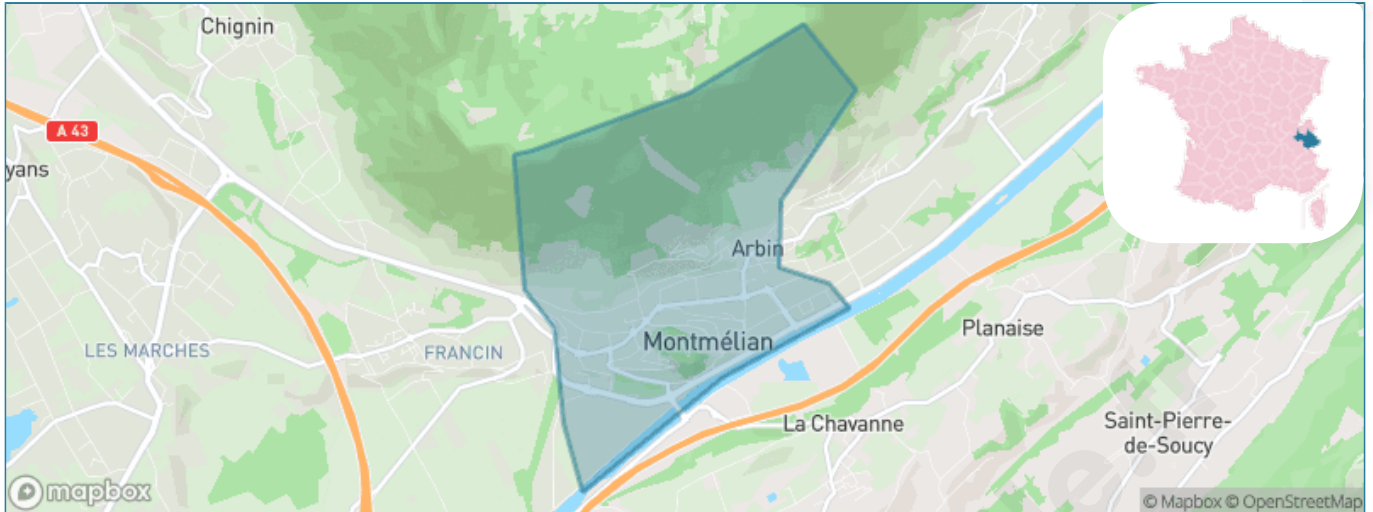 Chignin
A 43
yans
Arbin
Planaise
Montmélian
LES MARCHES
FRANCIN
La Chavanne
Saint-Pierre-
de-Soucy
mapbox
© Mapbox © OpenStreetMap